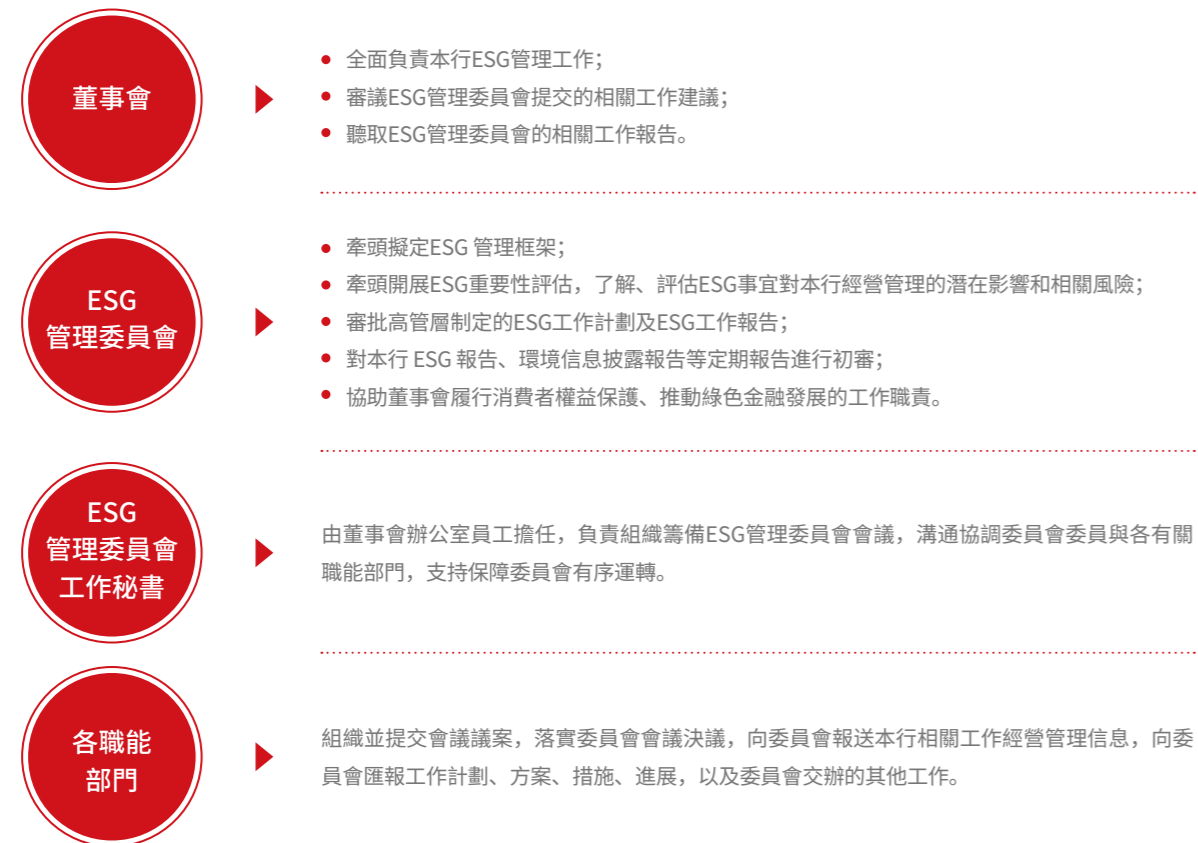 董事會
全面負責本行ESG管理工作；
審議ESG管理委員會提交的相關工作建議；
聽取ESG管理委員會的相關工作報告。
ESG
管理委員會
牽頭擬定ESG 管理框架；
牽頭開展ESG重要性評估，了解、評估ESG事宜對本行經營管理的潛在影響和相關風險；
審批高管層制定的ESG工作計劃及ESG工作報告；
對本行 ESG 報告、環境信息披露報告等定期報告進行初審；
協助董事會履行消費者權益保護、推動綠色金融發展的工作職責。
ESG
管理委員會
工作秘書
由董事會辦公室員工擔任，負責組織籌備ESG管理委員會會議，溝通協調委員會委員與各有關
職能部門，支持保障委員會有序運轉。
各職能
部門
組織並提交會議議案，落實委員會會議決議，向委員會報送本行相關工作經營管理信息，向委
員會匯報工作計劃、方案、措施、進展，以及委員會交辦的其他工作。